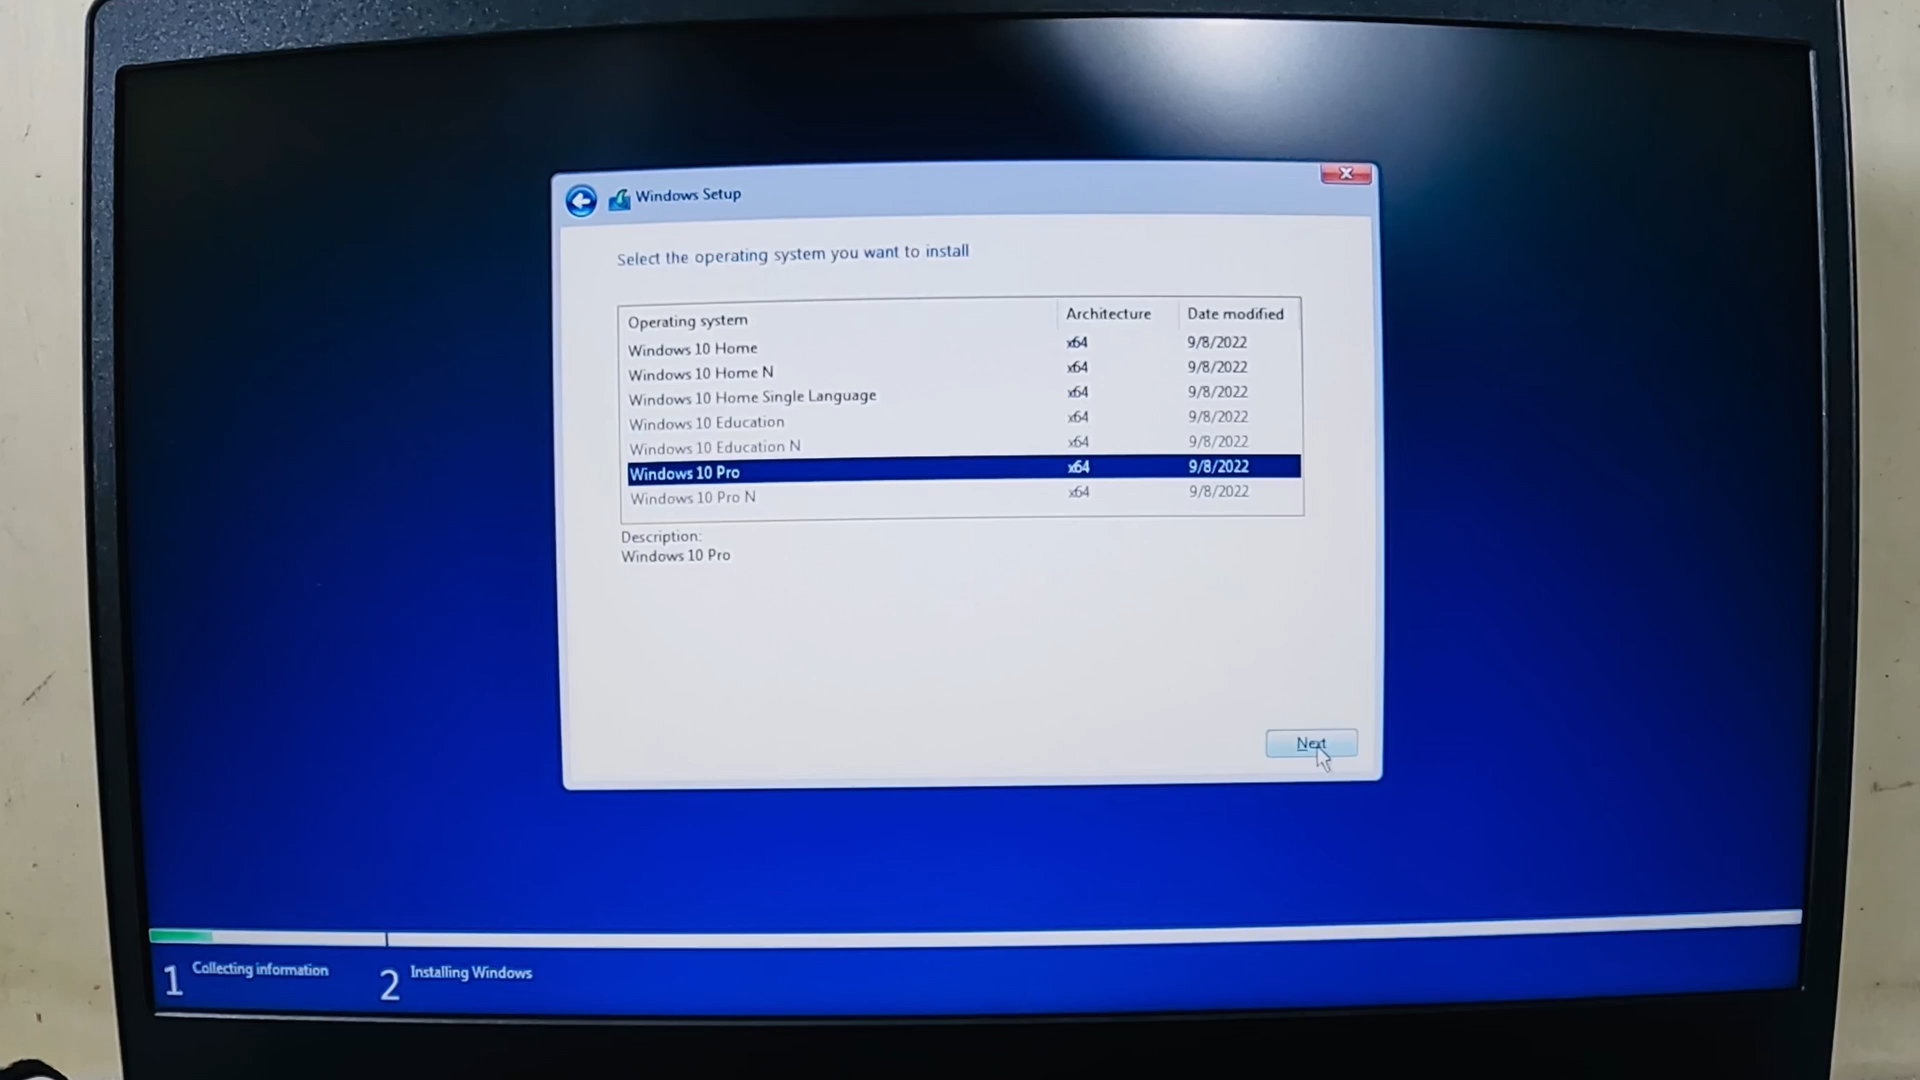 Windows Setup
Select the operating system you want to install
Operating system Architecture Date modified
Windows 10 Home x64 9/8/2022
Windows 10 Home N x64 9/8/2022
Windows 10 Home Single Language x64 9/8/2022
Windows 10 Education x64 9/8/2022
Windows 10 Education N x64 9/8/2022
Windows 10 Pro x64 9/8/2022
Windows 10 Pro N x64 9/8/2022
Description:
Windows 10 Pro
Next
1 Collecting information 2 Installing Windows